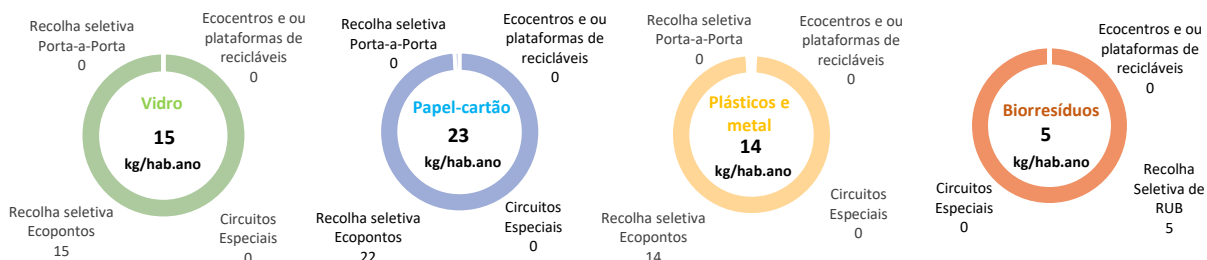 Recolha seletiva
Porta-a-Porta
0
Ecocentros e ou
plataformas de
recicláveis
0
Vidro
15
kg/hab.ano
Recolha seletiva
Ecopontos
15
Circuitos
Especiais
0
Recolha seletiva
Porta-a-Porta
0
Ecocentros e ou
plataformas de
recicláveis
0
Papel-cartão
23
kg/hab.ano
Recolha seletiva
Ecopontos
22
Circuitos
Especiais
0
Recolha seletiva
Porta-a-Porta
0
Ecocentros e ou
plataformas de
recicláveis
0
Plásticos e
metal
14
kg/hab.ano
Recolha seletiva
Ecopontos
14
Circuitos
Especiais
0
Ecocentros e ou
plataformas de
recicláveis
0
Biorresíduos
5
kg/hab.ano
Circuitos
Especiais
0
Recolha
Seletiva de
RUB
5